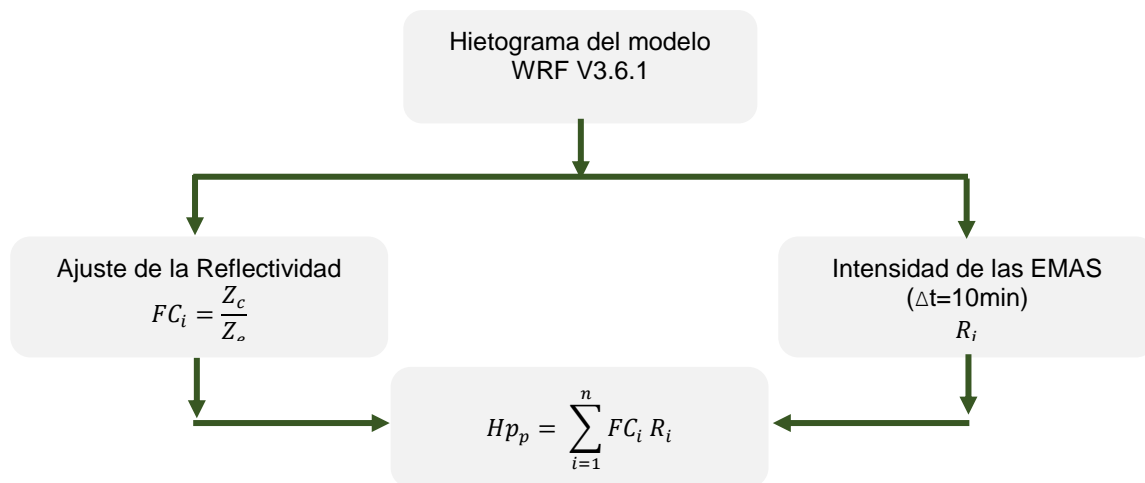 Hietograma del modelo
WRF V3.6.1
Ajuste de la Reflectividad
FC_i = Z_c / Z_e
Intensidad de las EMAS
(Δt=10min)
R_i
Hp_p = ∑_{i=1}^{n} FC_i R_i